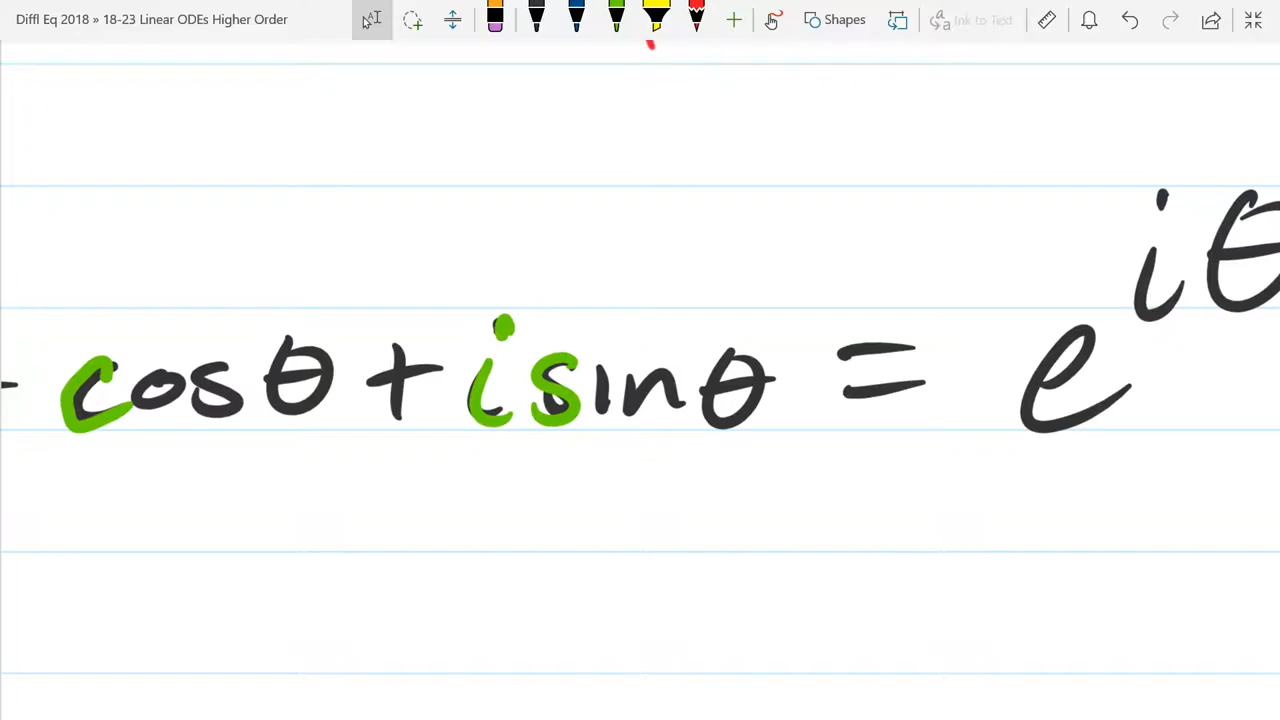 Diffl Eq 2018 » 18-23 Linear ODEs Higher Order
Shapes
Ink to Text
cosθ + i sinθ = e^{iθ}